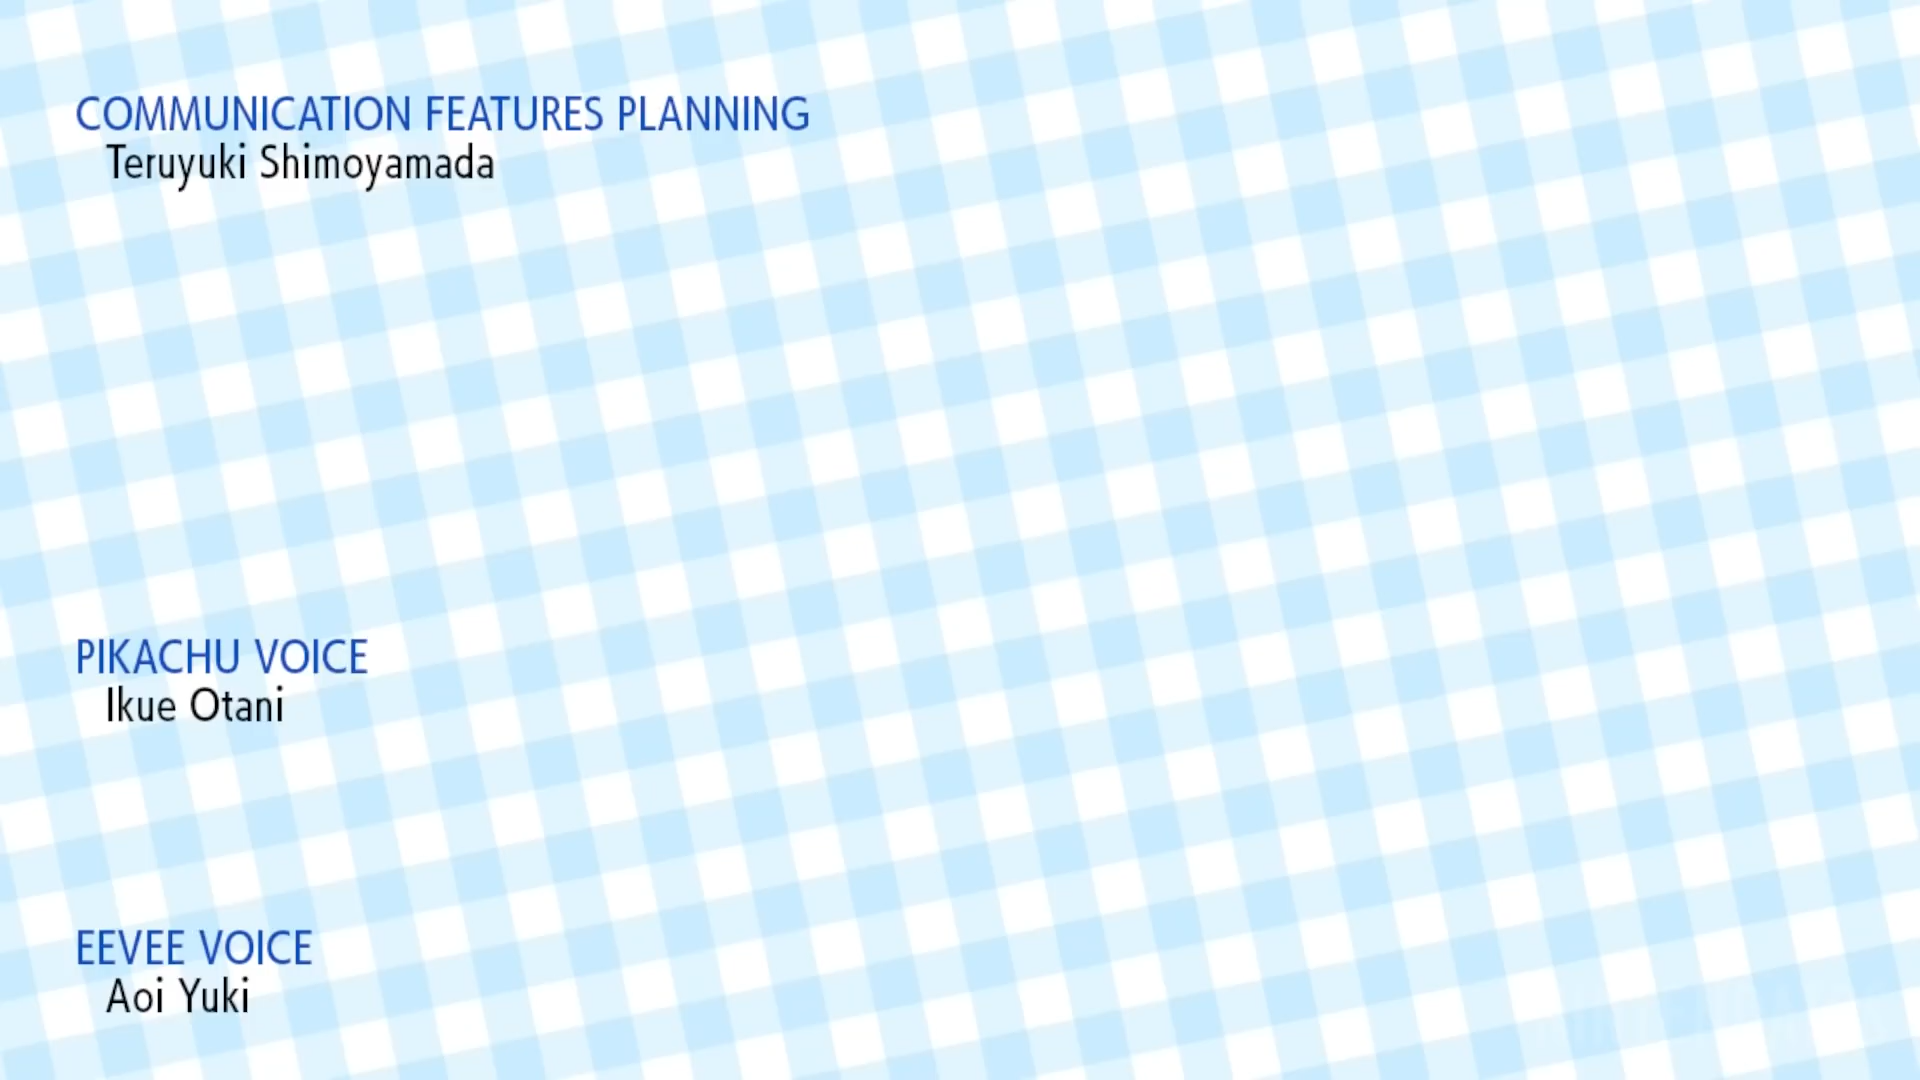 COMMUNICATION FEATURES PLANNING
Teruyuki Shimoyamada
PIKACHU VOICE
Ikue Otani
EEVEE VOICE
Aoi Yuki